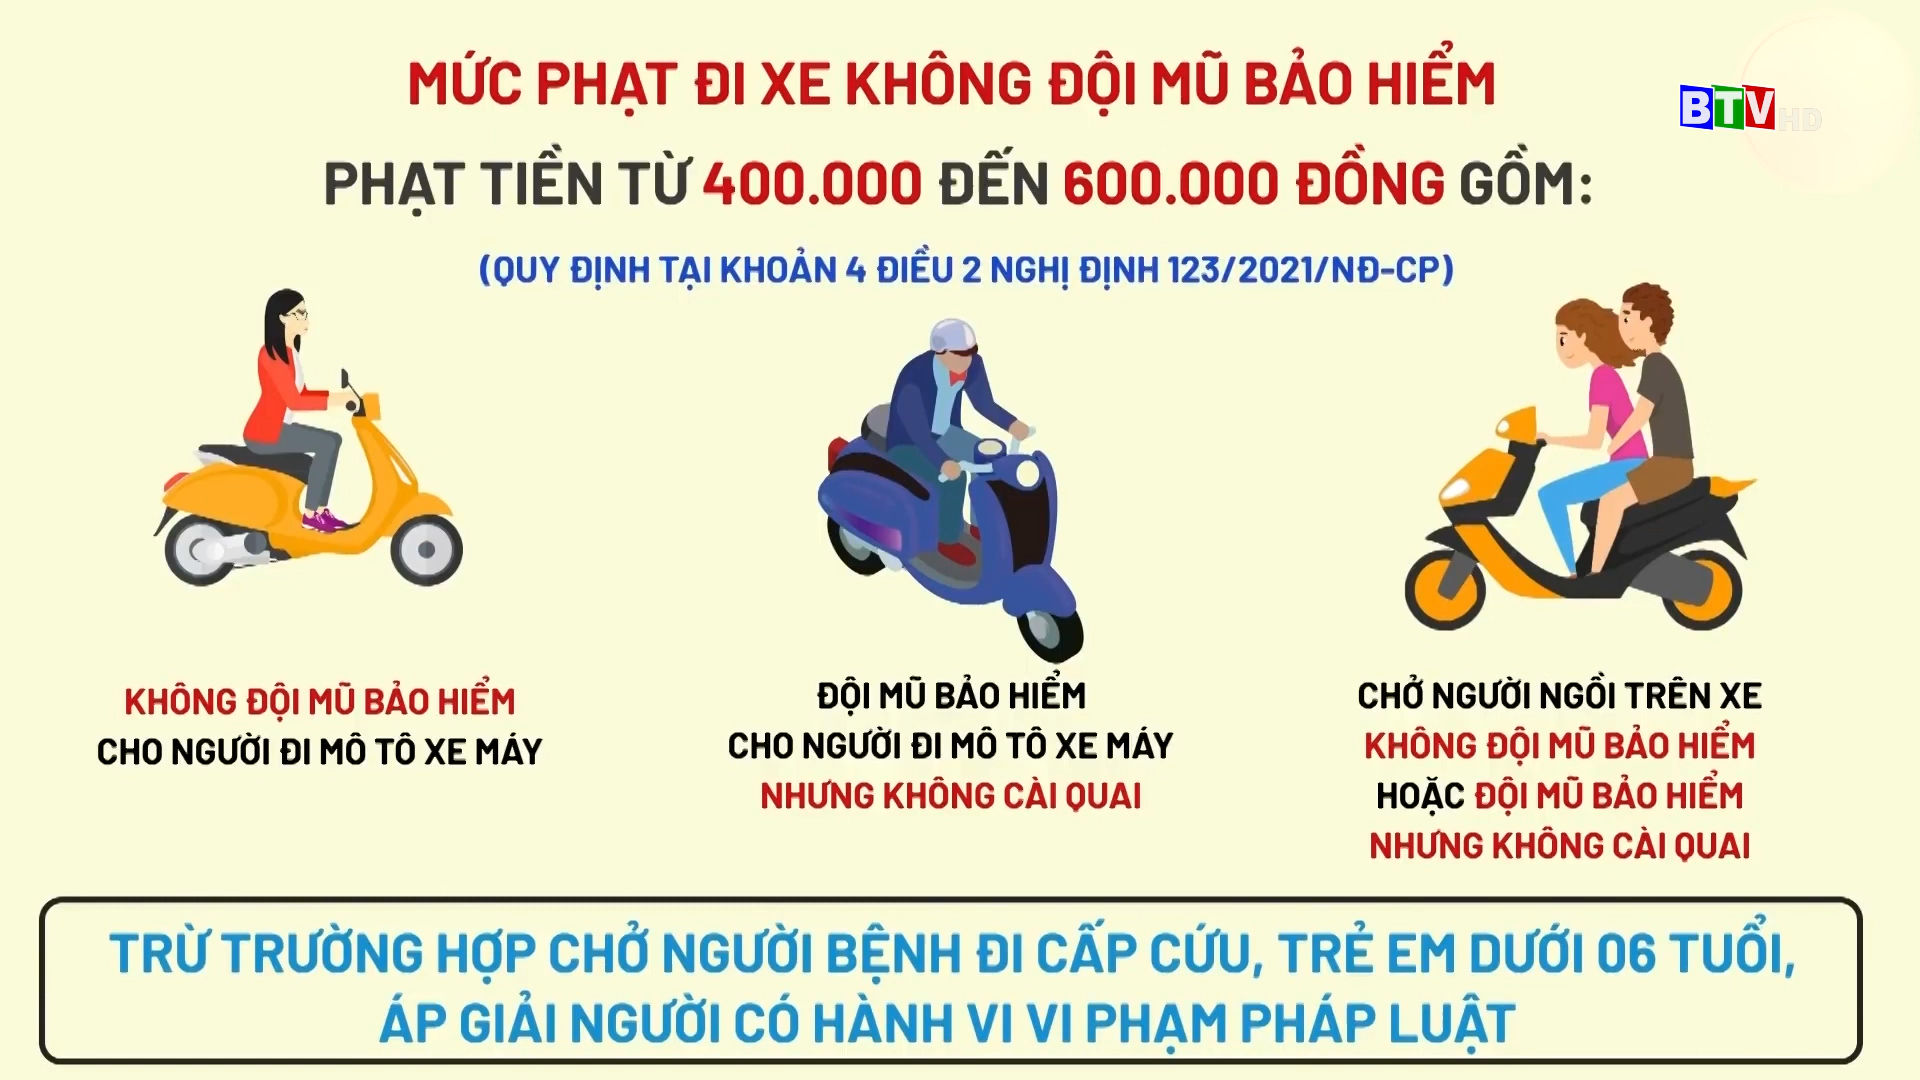 MỨC PHẠT ĐI XE KHÔNG ĐỘI MŨ BẢO HIỂM
BTV HD
PHẠT TIỀN TỪ 400.000 ĐẾN 600.000 ĐỒNG GỒM:
(QUY ĐỊNH TẠI KHOẢN 4 ĐIỀU 2 NGHỊ ĐỊNH 123/2021/NĐ-CP)
KHÔNG ĐỘI MŨ BẢO HIỂM
CHO NGƯỜI ĐI MÔ TÔ XE MÁY
ĐỘI MŨ BẢO HIỂM
CHO NGƯỜI ĐI MÔ TÔ XE MÁY
NHƯNG KHÔNG CÀI QUAI
CHỞ NGƯỜI NGỒI TRÊN XE
KHÔNG ĐỘI MŨ BẢO HIỂM
HOẶC ĐỘI MŨ BẢO HIỂM
NHƯNG KHÔNG CÀI QUAI
TRỪ TRƯỜNG HỢP CHỞ NGƯỜI BỆNH ĐI CẤP CỨU, TRẺ EM DƯỚI 06 TUỔI,
ÁP GIẢI NGƯỜI CÓ HÀNH VI VI PHẠM PHÁP LUẬT